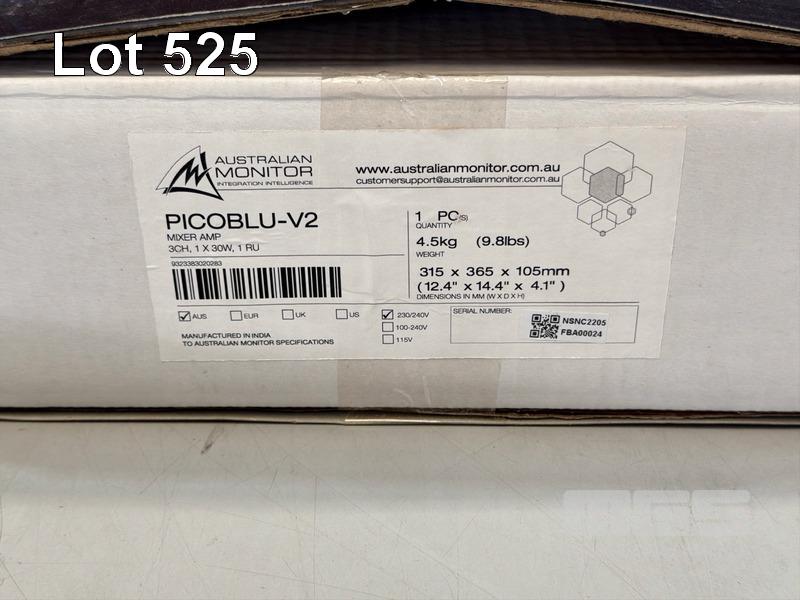 Lot 525
AUSTRALIAN
MONITOR
INTEGRATION INTELLIGENCE
www.australianmonitor.com.au
customersupport@australianmonitor.com.au
PICOBLU-V2
MIXER AMP
3CH, 1 X 30W, 1 RU
9323383020283
1 PC(S)
QUANTITY
4.5kg (9.8lbs)
WEIGHT
315 x 365 x 105mm
(12.4" x 14.4" x 4.1" )
DIMENSIONS IN MM (W X D X H)
AUS EUR UK US
230/240V
100-240V
115V
MANUFACTURED IN INDIA
TO AUSTRALIAN MONITOR SPECIFICATIONS
SERIAL NUMBER:
NSNC2205
FBA00024
MGS